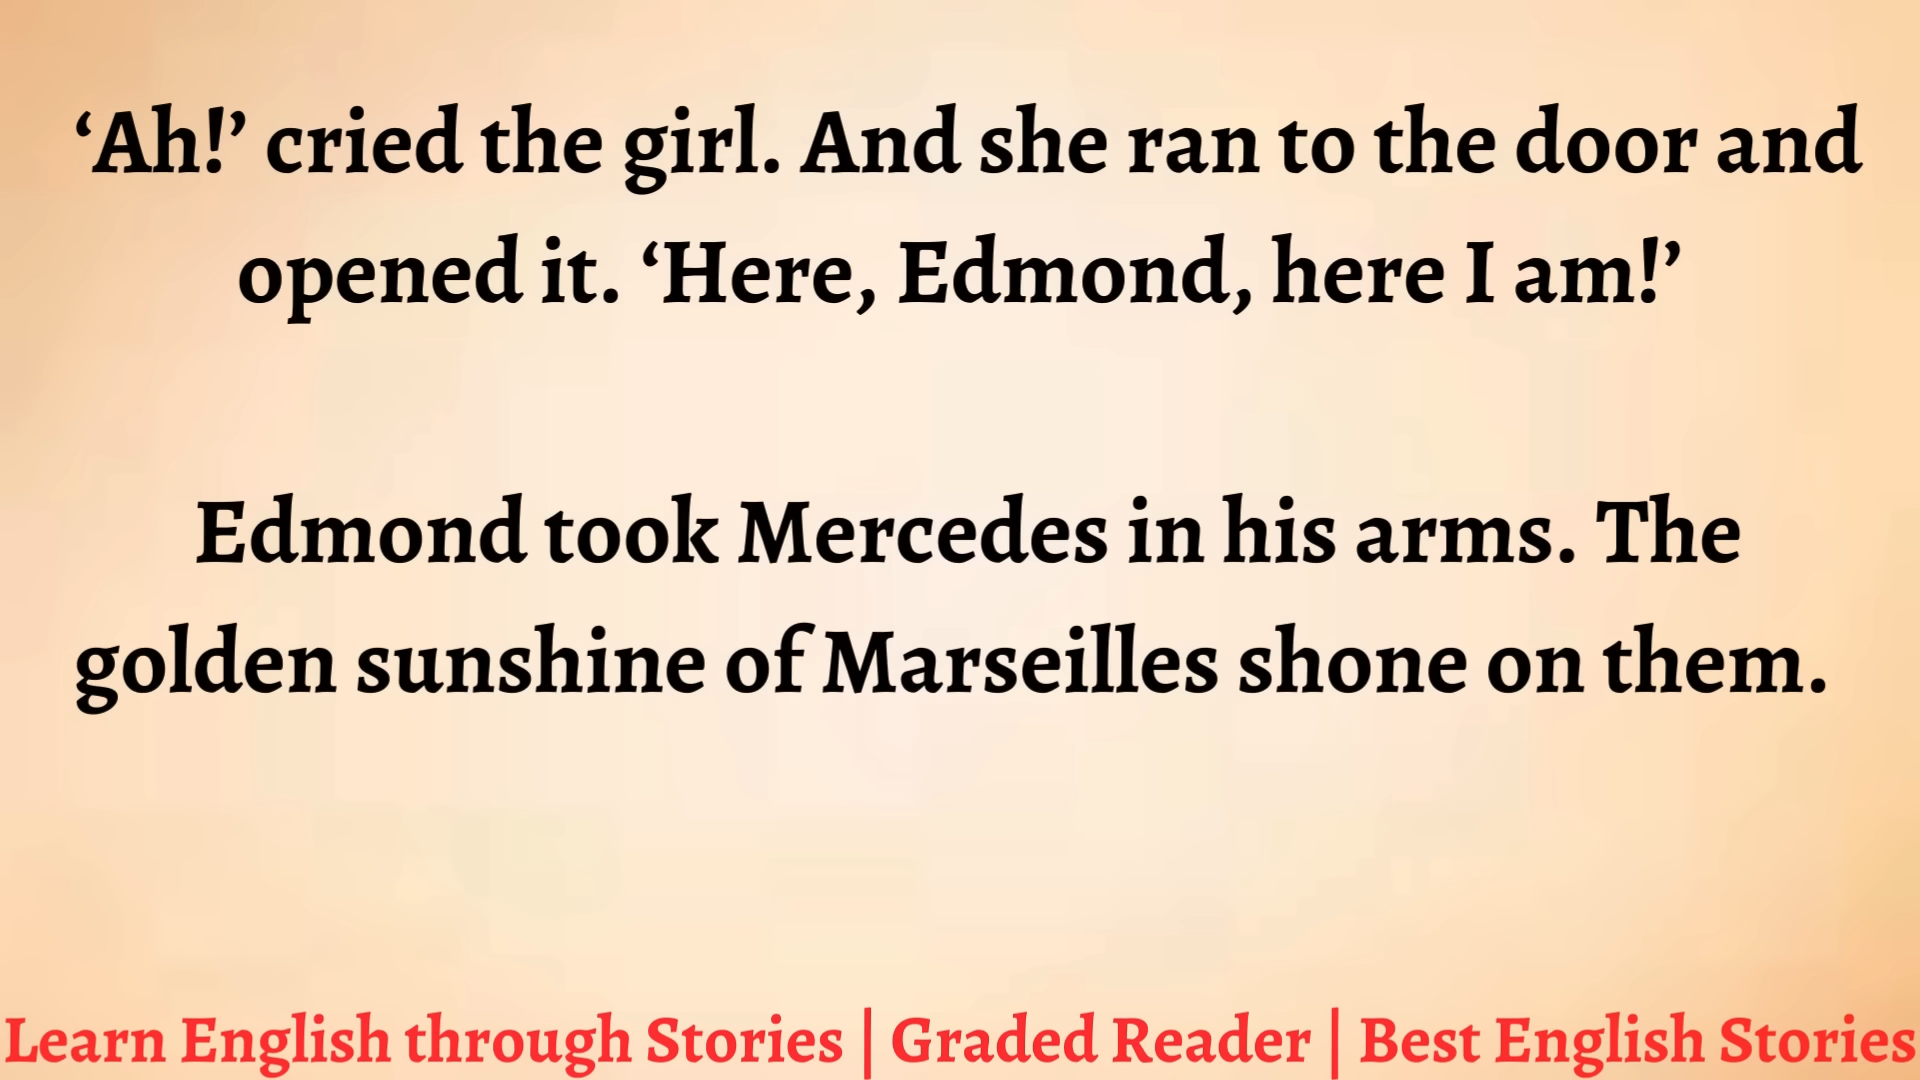 ‘Ah!’ cried the girl. And she ran to the door and
opened it. ‘Here, Edmond, here I am!’
Edmond took Mercedes in his arms. The
golden sunshine of Marseilles shone on them.
Learn English through Stories | Graded Reader | Best English Stories